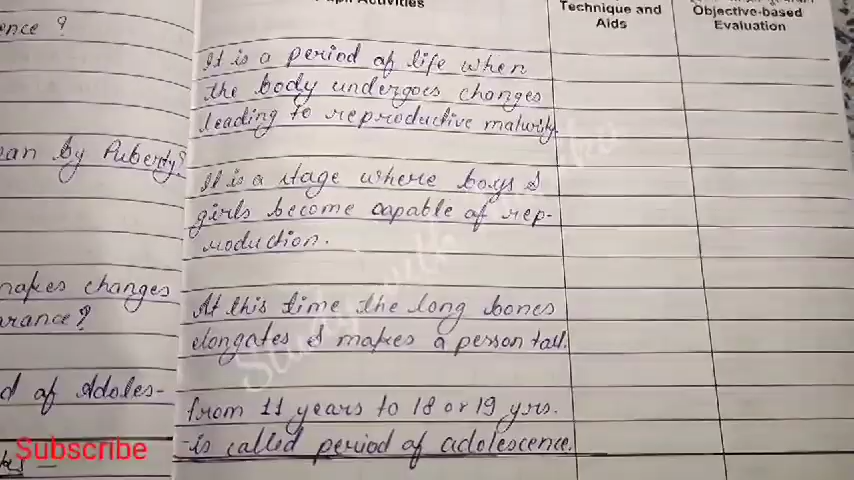 Activities
Technique and
Aids
Objective-based
Evaluation
ence ?
by Puberty?
makes changes
arance?
of Adoles-
It is a period of life when
the body undergoes changes
leading to reproductive maturity.
It is a stage where boys &
girls become capable of rep-
roduction.
At this time the long bones
elongates & makes a person tall.
from 11 years to 18 or 19 yrs.
is called period of adolescence.
Subscribe